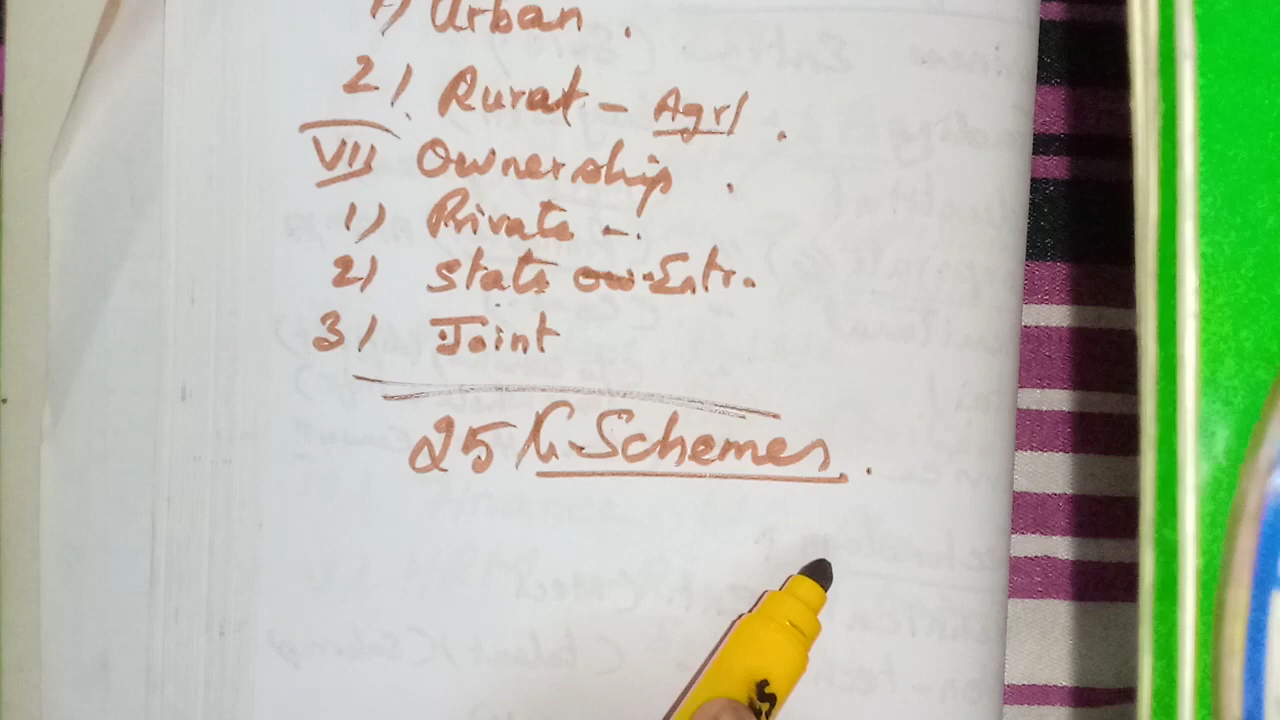 1) Urban.
2) Rural - Agrl.
VII Ownership.
1) Private -.
2) State ow. Entr.
3) Joint
25 G. Schemes.